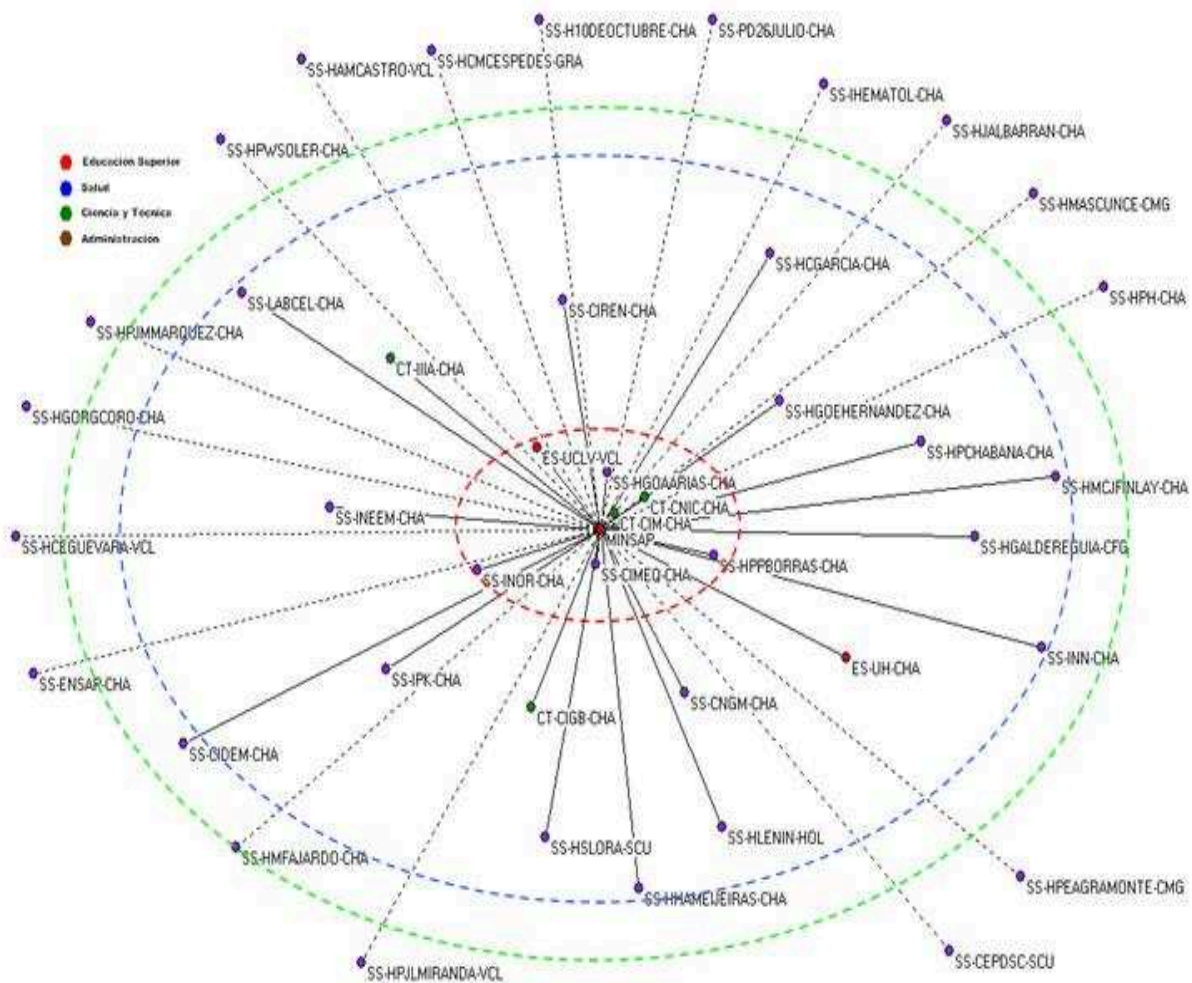 SS-H10DEOCTUBRE-CHA
SS-PD26JULIO-CHA
SS-HCMCESPEDES-GRA
SS-HAMCASTRO-VCL
SS-IHEMATOL-CHA
SS-HJALBARRAN-CHA
SS-HPWSOLER-CHA
Educación Superior
Salud
Ciencia y Técnica
Administración
SS-HMASCUNCE-CMG
SS-HCGARCIA-CHA
SS-HPH-CHA
SS-LABCEL-CHA
SS-CIREN-CHA
SS-HPJMMARQUEZ-CHA
CT-IIIA-CHA
SS-HGORGCORO-CHA
SS-HGOEHERNANDEZ-CHA
SS-HPCHABANA-CHA
ES-UCLV-VCL
SS-HGOAARIAS-CHA
SS-HMCJFINLAY-CHA
CT-CNIC-CHA
SS-INEEM-CHA
CT-CIM-CHA
MINSAP
SS-HCEGUEVARA-VCL
SS-HGALDEREGUIA-CFG
SS-HPPBORRAS-CHA
SS-INOR-CHA
SS-CIMEQ-CHA
SS-INN-CHA
ES-UH-CHA
SS-ENSAP-CHA
SS-IPK-CHA
SS-CNGM-CHA
CT-CIGB-CHA
SS-CIDEM-CHA
SS-HLENIN-HOL
SS-HSLORA-SCU
SS-HMFAJARDO-CHA
SS-HPEAGRAMONTE-CMG
SS-HHAMEIJEIRAS-CHA
SS-CEPDSC-SCU
SS-HPJLMIRANDA-VCL